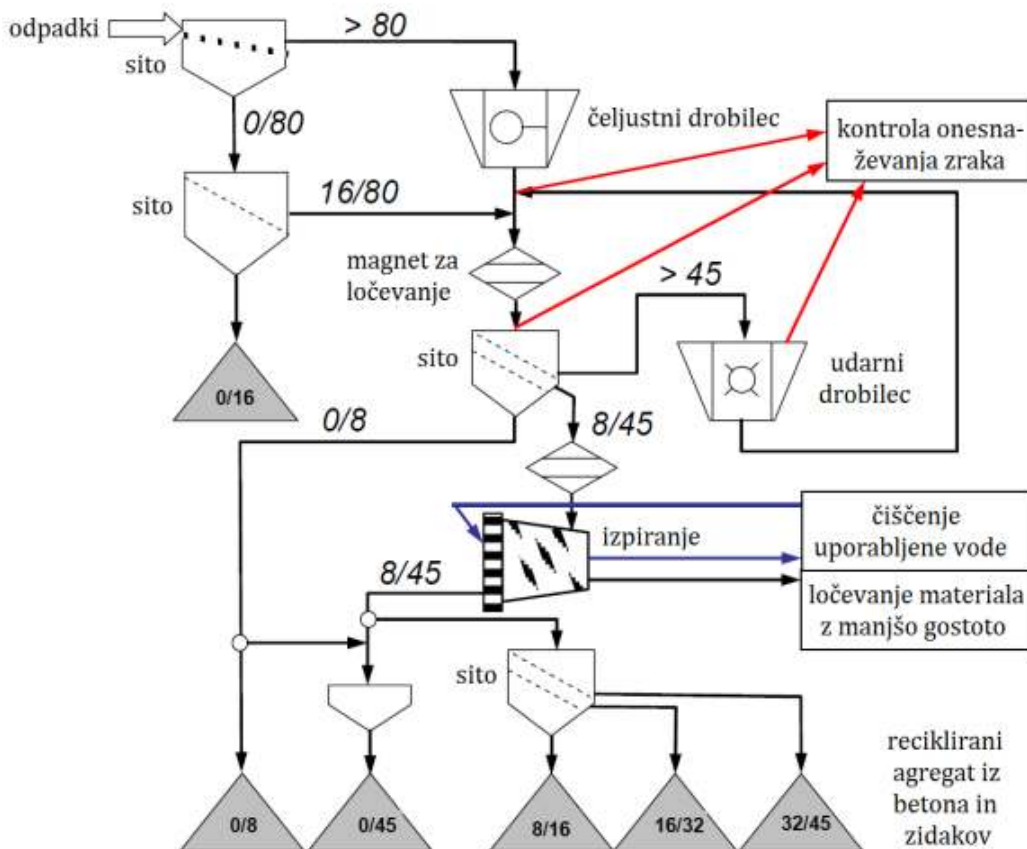 odpadki
> 80
sito
čeljustni drobilec
kontrola onesna-
ževanja zraka
0/80
sito
16/80
magnet za
ločevanje
> 45
sito
udarni
drobilec
0/16
0/8
8/45
izpiranje
čiščenje
uporabljene vode
8/45
ločevanje materiala
z manjšo gostoto
sito
reciklirani
agregat iz
betona in
zidakov
0/8
0/45
8/16
16/32
32/45